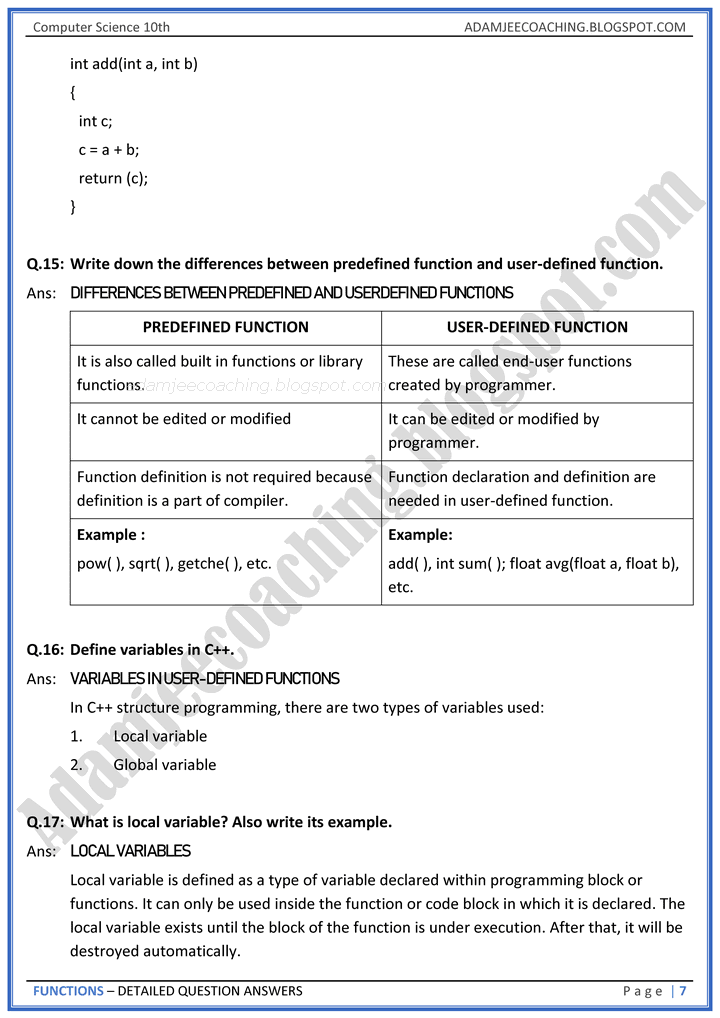 Computer Science 10th ADAMJEECOACHING.BLOGSPOT.COM
int add(int a, int b)
{
int c;
c = a + b;
return (c);
}
Q.15: Write down the differences between predefined function and user-defined function.
Ans: DIFFERENCES BETWEEN PREDEFINED AND USERDEFINED FUNCTIONS
PREDEFINED FUNCTION USER-DEFINED FUNCTION
It is also called built in functions or library
functions.
These are called end-user functions
created by programmer.
It cannot be edited or modified
It can be edited or modified by
programmer.
Function definition is not required because
definition is a part of compiler.
Function declaration and definition are
needed in user-defined function.
Example :
pow( ), sqrt( ), getche( ), etc.
Example:
add( ), int sum( ); float avg(float a, float b),
etc.
Q.16: Define variables in C++.
Ans: VARIABLES IN USER-DEFINED FUNCTIONS
In C++ structure programming, there are two types of variables used:
1. Local variable
2. Global variable
Q.17: What is local variable? Also write its example.
Ans: LOCAL VARIABLES
Local variable is defined as a type of variable declared within programming block or
functions. It can only be used inside the function or code block in which it is declared. The
local variable exists until the block of the function is under execution. After that, it will be
destroyed automatically.
FUNCTIONS – DETAILED QUESTION ANSWERS Page | 7
Adamjeecoaching.blogspot.com
adamjeecoaching.blogspot.com